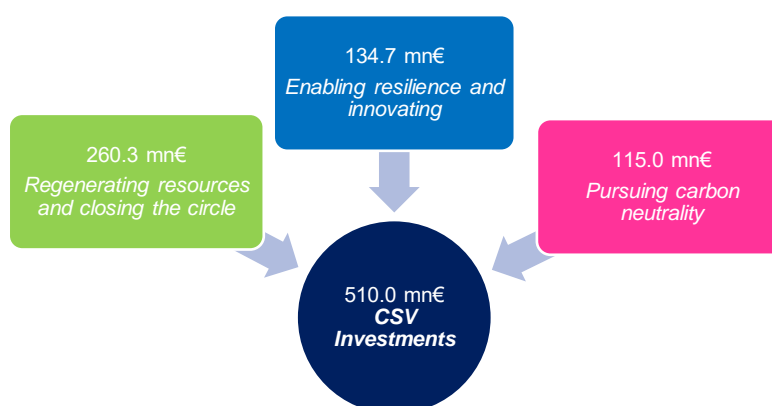 134.7 mn€
Enabling resilience and
innovating
260.3 mn€
Regenerating resources
and closing the circle
115.0 mn€
Pursuing carbon
neutrality
510.0 mn€
CSV
Investments